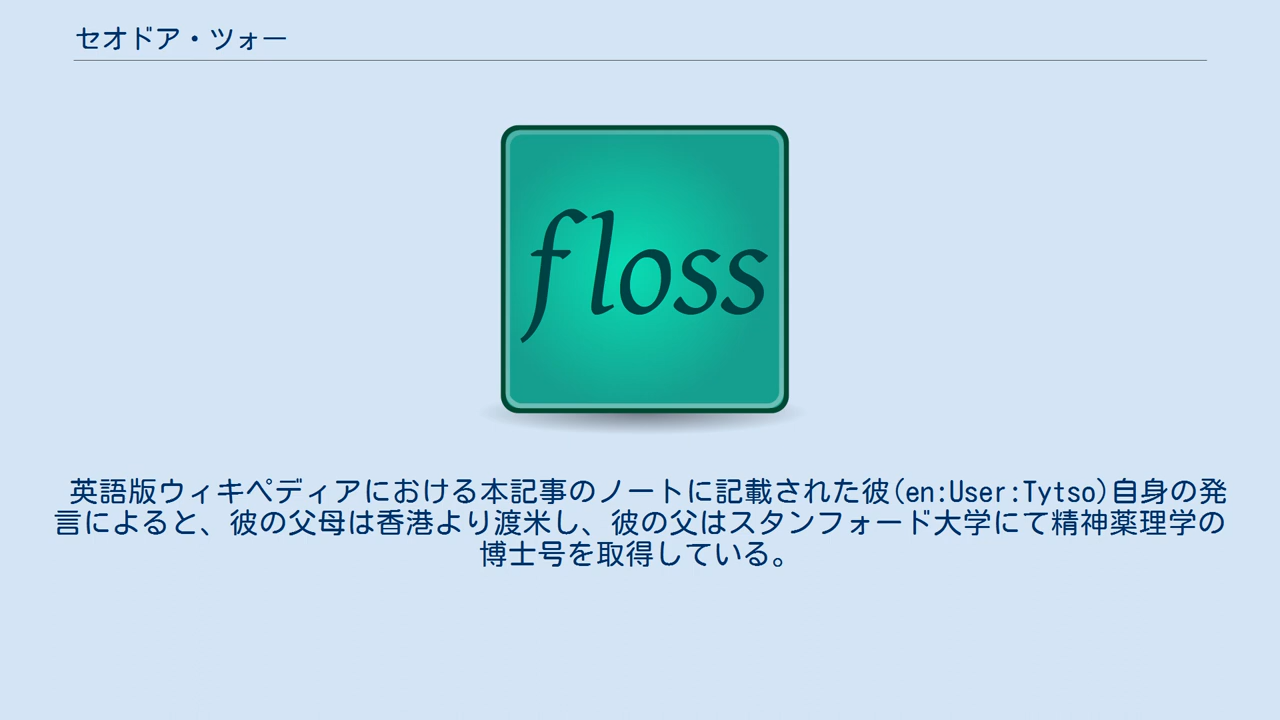 セオドア・ツォー
floss
英語版ウィキペディアにおける本記事のノートに記載された彼(en:User:Tytso)自身の発
言によると、彼の父母は香港より渡米し、彼の父はスタンフォード大学にて精神薬理学の
博士号を取得している。